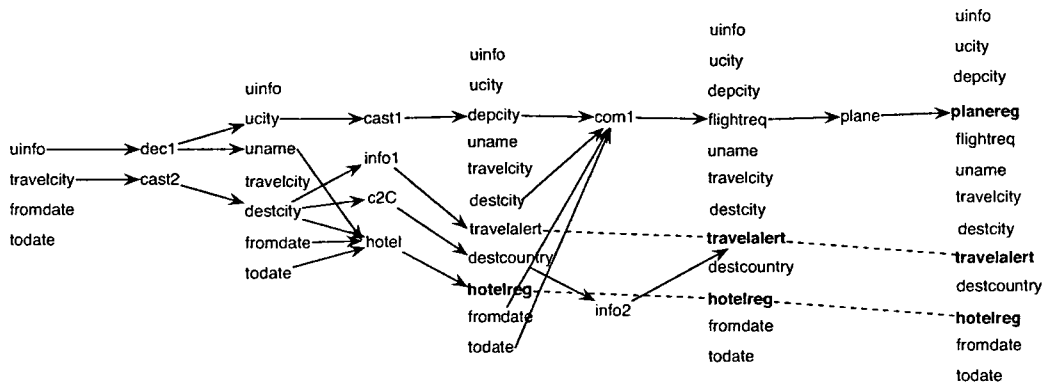 uinfo
travelcity
fromdate
todate
dec1
cast2
uinfo
ucity
uname
travelcity
destcity
fromdate
todate
cast1
info1
c2C
hotel
uinfo
ucity
depcity
uname
travelcity
destcity
travelalert
destcountry
hotelreg
fromdate
todate
com1
info2
uinfo
ucity
depcity
flightreq
uname
travelcity
destcity
travelalert
destcountry
hotelreg
fromdate
todate
plane
uinfo
ucity
depcity
planereg
flightreq
uname
travelcity
destcity
travelalert
destcountry
hotelreg
fromdate
todate